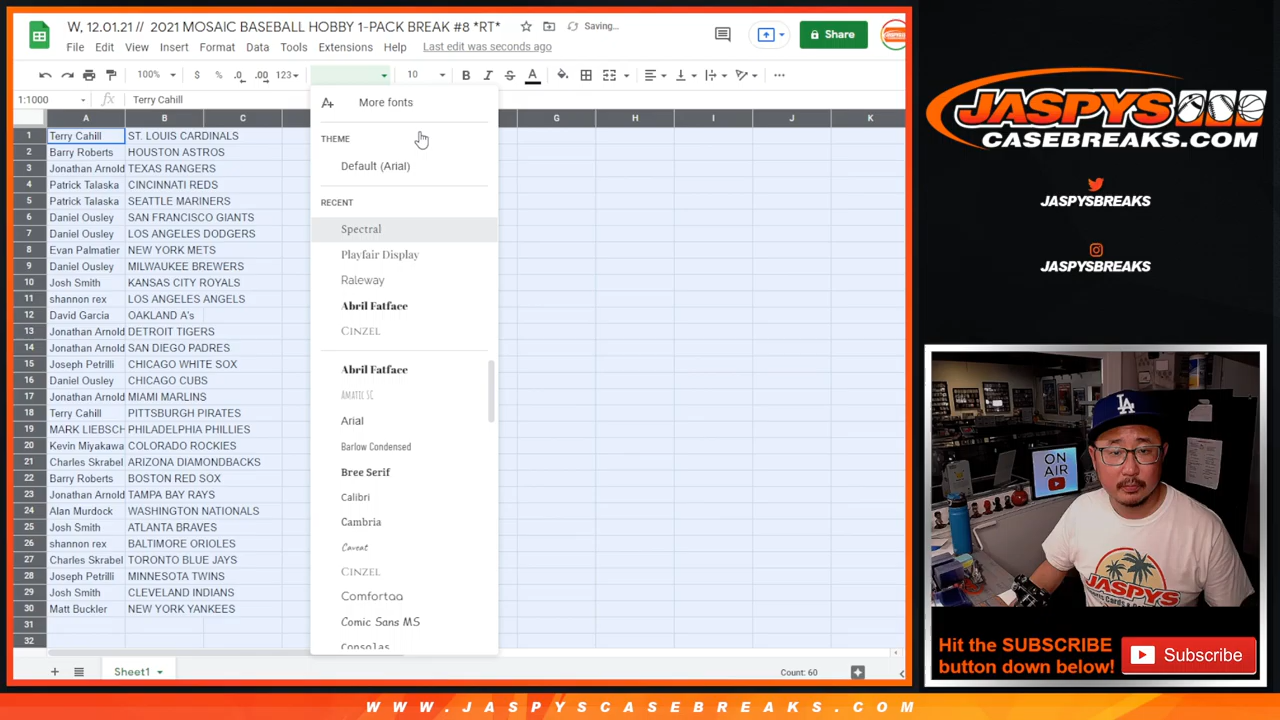 W, 12.01.21 // 2021 MOSAIC BASEBALL HOBBY 1-PACK BREAK #8 *RT*
Saving...
File Edit View Insert Format Data Tools Extensions Help Last edit was seconds ago
Share
100% $ % .0 .00 123 10 B I S A
1:1000 fx Terry Cahill
A B C G H I J K
1 Terry Cahill ST. LOUIS CARDINALS
2 Barry Roberts HOUSTON ASTROS
3 Jonathan Arnold TEXAS RANGERS
4 Patrick Talaska CINCINNATI REDS
5 Patrick Talaska SEATTLE MARINERS
6 Daniel Ousley SAN FRANCISCO GIANTS
7 Daniel Ousley LOS ANGELES DODGERS
8 Evan Palmatier NEW YORK METS
9 Daniel Ousley MILWAUKEE BREWERS
10 Josh Smith KANSAS CITY ROYALS
11 shannon rex LOS ANGELES ANGELS
12 David Garcia OAKLAND A's
13 Jonathan Arnold DETROIT TIGERS
14 Jonathan Arnold SAN DIEGO PADRES
15 Joseph Petrilli CHICAGO WHITE SOX
16 Daniel Ousley CHICAGO CUBS
17 Jonathan Arnold MIAMI MARLINS
18 Terry Cahill PITTSBURGH PIRATES
19 MARK LIEBSCH PHILADELPHIA PHILLIES
20 Kevin Miyakawa COLORADO ROCKIES
21 Charles Skrabel ARIZONA DIAMONDBACKS
22 Barry Roberts BOSTON RED SOX
23 Jonathan Arnold TAMPA BAY RAYS
24 Alan Murdock WASHINGTON NATIONALS
25 Josh Smith ATLANTA BRAVES
26 shannon rex BALTIMORE ORIOLES
27 Charles Skrabel TORONTO BLUE JAYS
28 Joseph Petrilli MINNESOTA TWINS
29 Josh Smith CLEVELAND INDIANS
30 Matt Buckler NEW YORK YANKEES
31
32
More fonts
THEME
Default (Arial)
RECENT
Spectral
Playfair Display
Raleway
Abril Fatface
CINZEL
Abril Fatface
AMATIC SC
Arial
Barlow Condensed
Bree Serif
Calibri
Cambria
Caveat
CINZEL
Comfortaa
Comic Sans MS
Consolas
Sheet1
Count: 60
JASPYS
CASEBREAKS.COM
JASPYSBREAKS
JASPYSBREAKS
ON
AIR
LA
JASPYS
Hit the SUBSCRIBE
button down below!
Subscribe
WWW.JASPYSCASEBREAKS.COM